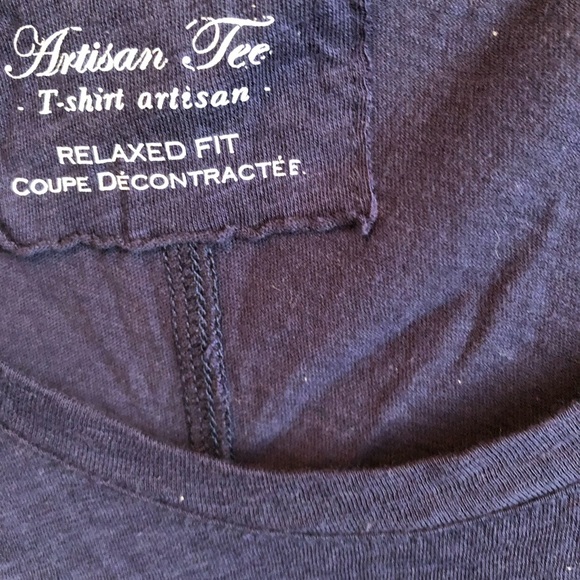 Artisan Tee
· T-shirt artisan ·
RELAXED FIT
COUPE DÉCONTRACTÉE.